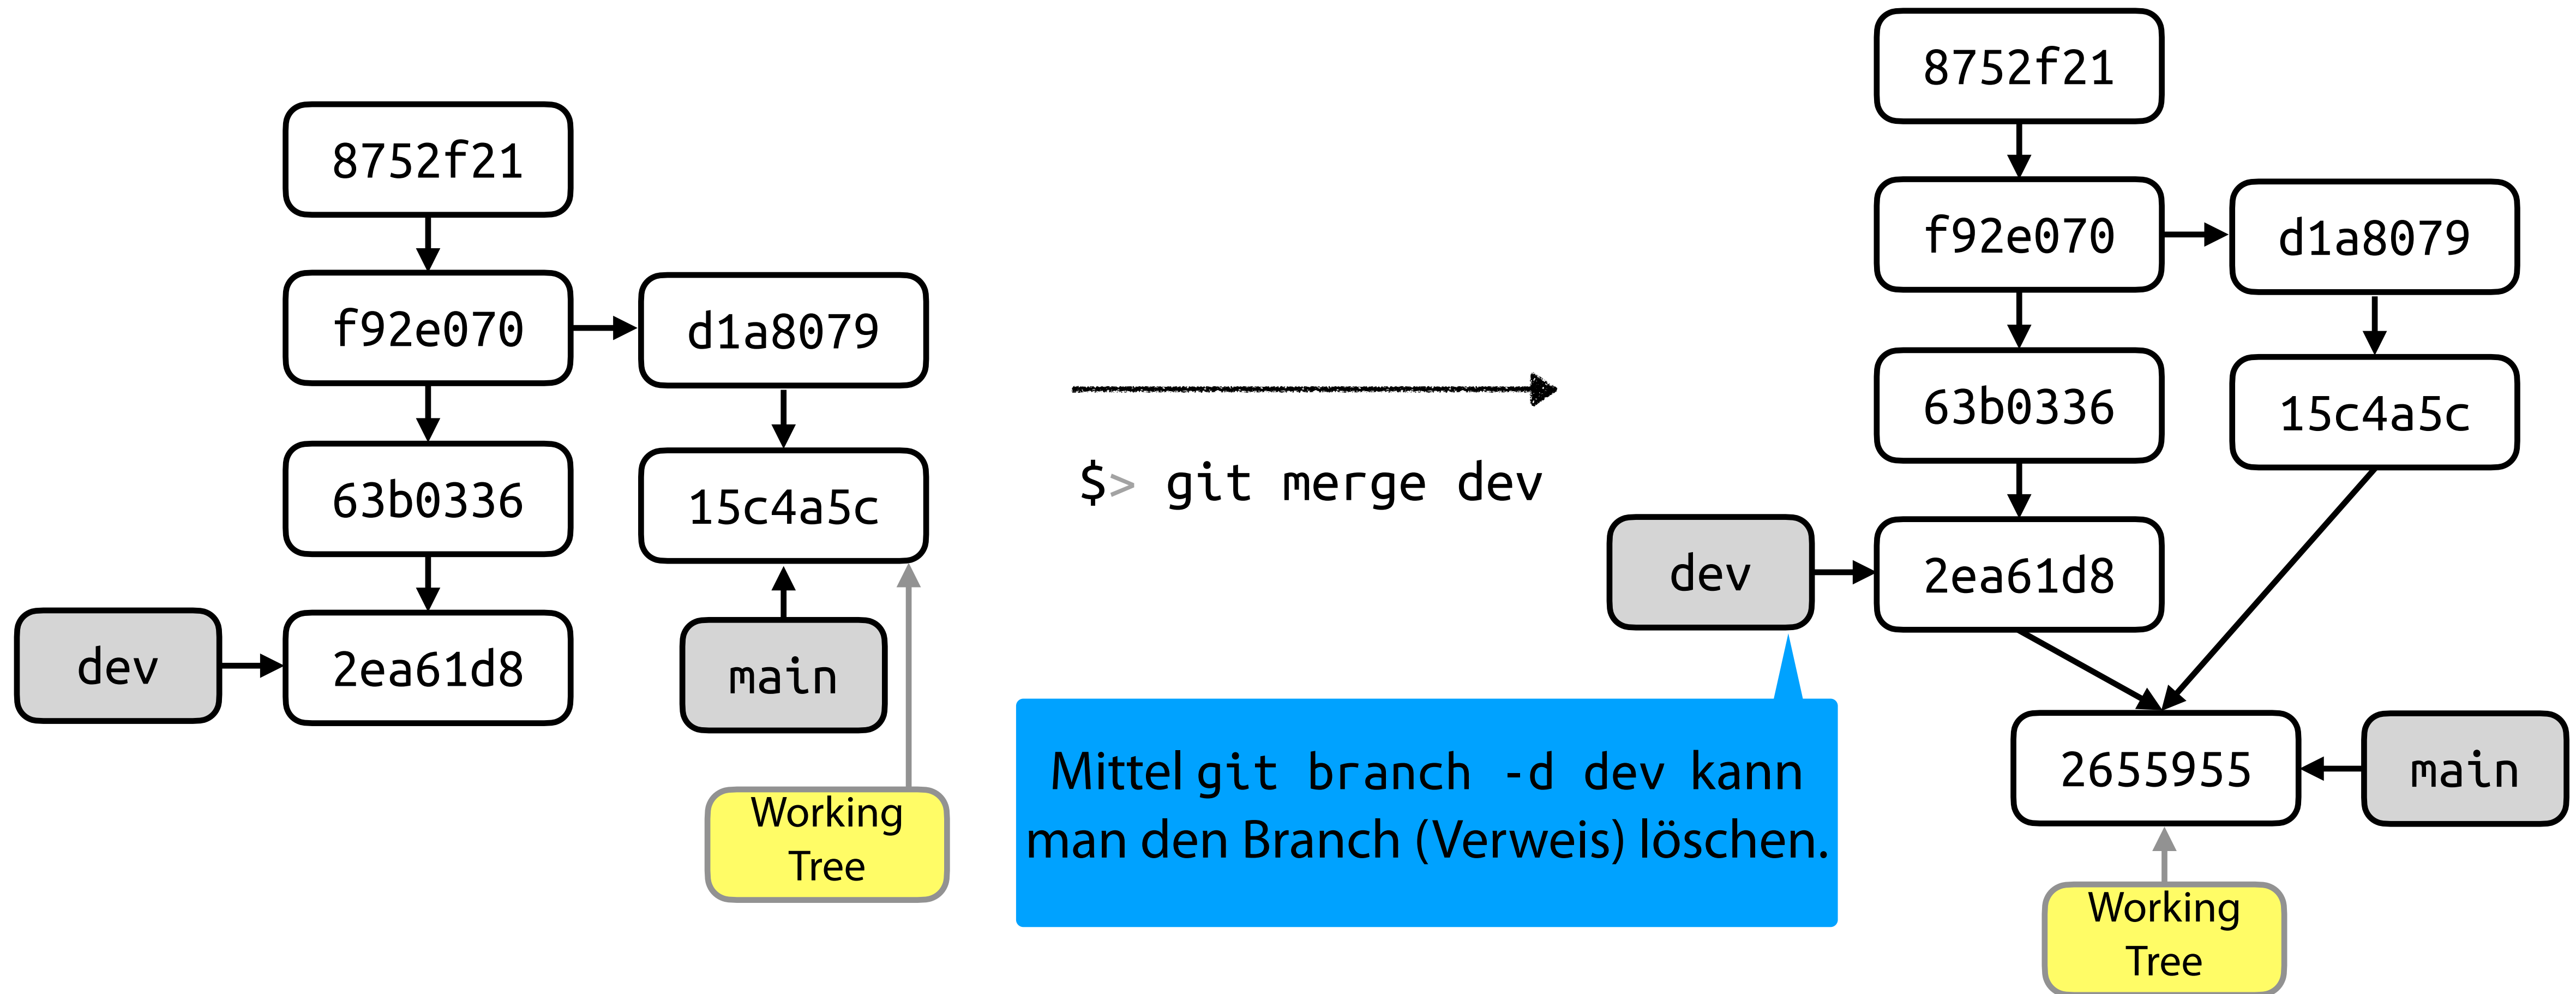 8752f21
f92e070
d1a8079
63b0336
15c4a5c
dev
2ea61d8
main
Working
Tree
$> git merge dev
8752f21
f92e070
d1a8079
63b0336
15c4a5c
dev
2ea61d8
Mittel git branch -d dev kann
man den Branch (Verweis) löschen.
2655955
main
Working
Tree